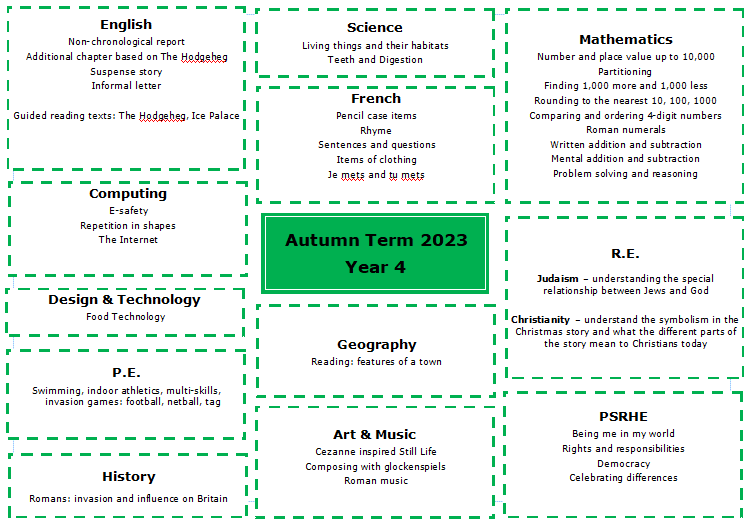 English
Non-chronological report
Additional chapter based on The Hodgeheg
Suspense story
Informal letter
Guided reading texts: The Hodgeheg, Ice Palace
Computing
E-safety
Repetition in shapes
The Internet
Design & Technology
Food Technology
P.E.
Swimming, indoor athletics, multi-skills,
invasion games: football, netball, tag
History
Romans: invasion and influence on Britain
Science
Living things and their habitats
Teeth and Digestion
French
Pencil case items
Rhyme
Sentences and questions
Items of clothing
Je mets and tu mets
Autumn Term 2023
Year 4
Geography
Reading: features of a town
Art & Music
Cezanne inspired Still Life
Composing with glockenspiels
Roman music
Mathematics
Number and place value up to 10,000
Partitioning
Finding 1,000 more and 1,000 less
Rounding to the nearest 10, 100, 1000
Comparing and ordering 4-digit numbers
Roman numerals
Written addition and subtraction
Mental addition and subtraction
Problem solving and reasoning
R.E.
Judaism – understanding the special
relationship between Jews and God
Christianity – understand the symbolism in the
Christmas story and what the different parts of
the story mean to Christians today
PSRHE
Being me in my world
Rights and responsibilities
Democracy
Celebrating differences